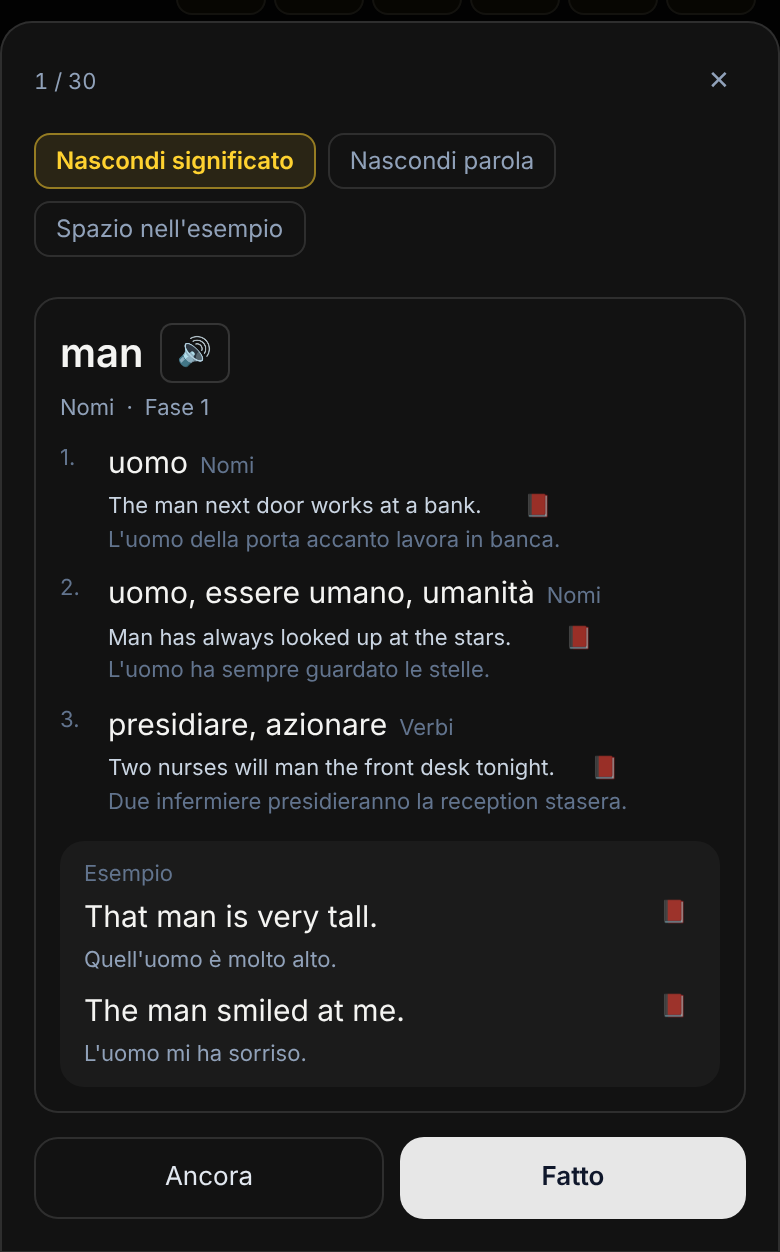 1 / 30
×
Nascondi significato
Nascondi parola
Spazio nell'esempio
man
Nomi · Fase 1
1. uomo Nomi
The man next door works at a bank.
L'uomo della porta accanto lavora in banca.
2. uomo, essere umano, umanità Nomi
Man has always looked up at the stars.
L'uomo ha sempre guardato le stelle.
3. presidiare, azionare Verbi
Two nurses will man the front desk tonight.
Due infermiere presidieranno la reception stasera.
Esempio
That man is very tall.
Quell'uomo è molto alto.
The man smiled at me.
L'uomo mi ha sorriso.
Ancora
Fatto